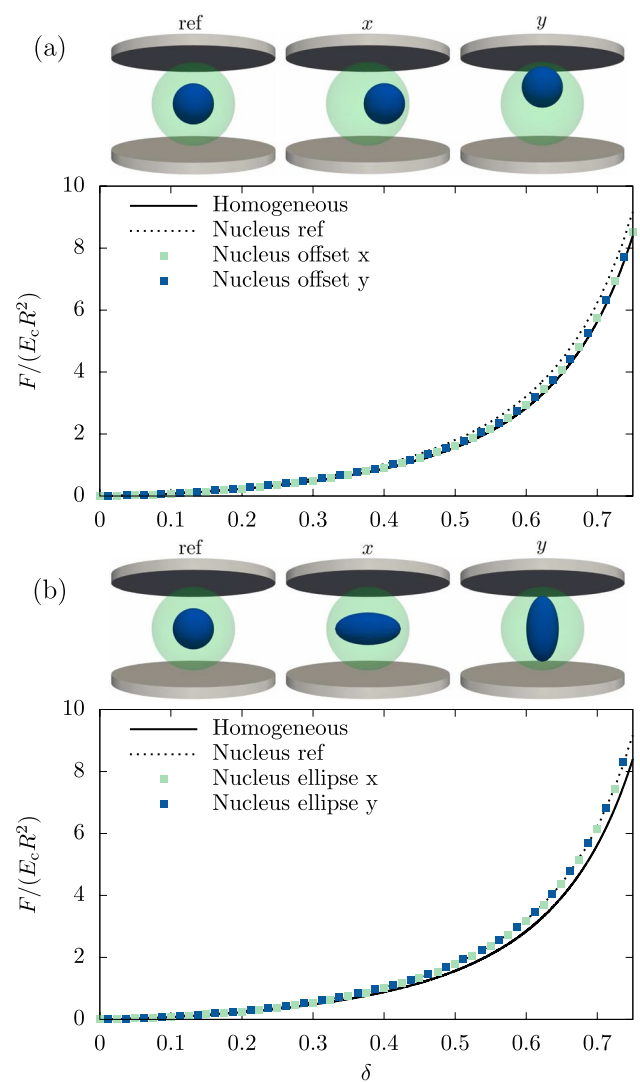 (a)
ref x y
10
8
6
4
2
0
F/(E_c R²)
Homogeneous
Nucleus ref
Nucleus offset x
Nucleus offset y
0 0.1 0.2 0.3 0.4 0.5 0.6 0.7
(b)
ref x y
10
8
6
4
2
0
F/(E_c R²)
Homogeneous
Nucleus ref
Nucleus ellipse x
Nucleus ellipse y
0 0.1 0.2 0.3 0.4 0.5 0.6 0.7
δ